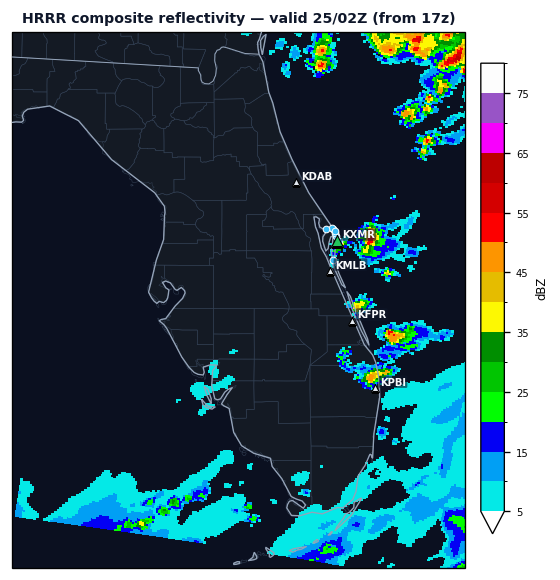 HRRR composite reflectivity — valid 25/02Z (from 17z)
KDAB
KXMR
KMLB
KFPR
KPBI
75
65
55
45
35
25
15
5
dBZ